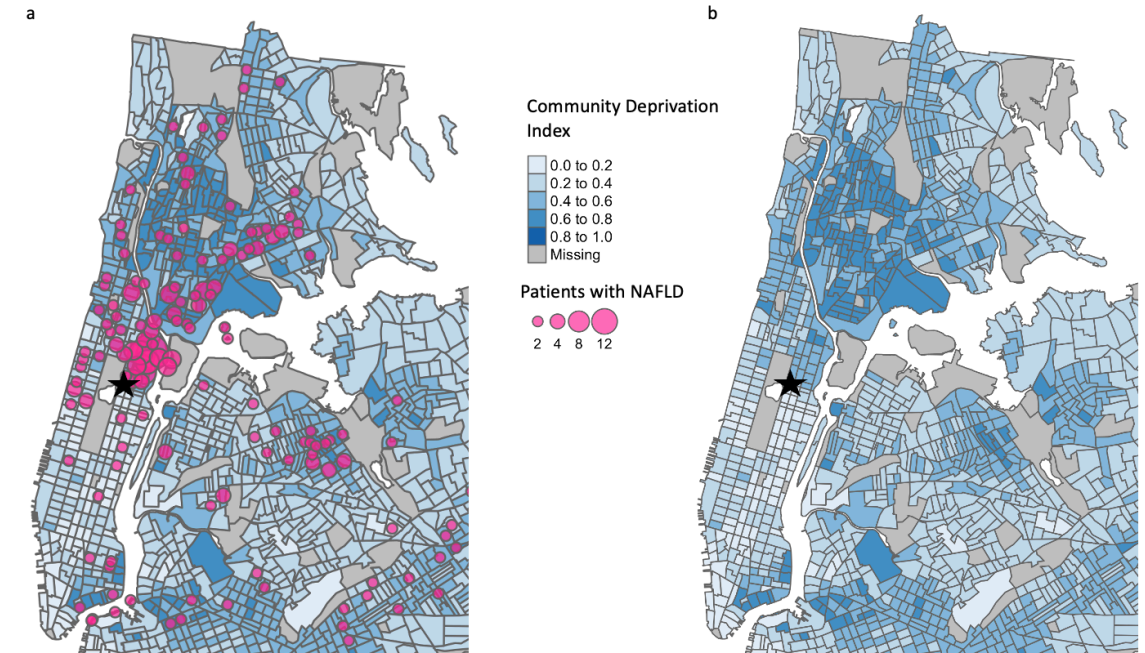 a
b
Community Deprivation
Index
0.0 to 0.2
0.2 to 0.4
0.4 to 0.6
0.6 to 0.8
0.8 to 1.0
Missing
Patients with NAFLD
2 4 8 12